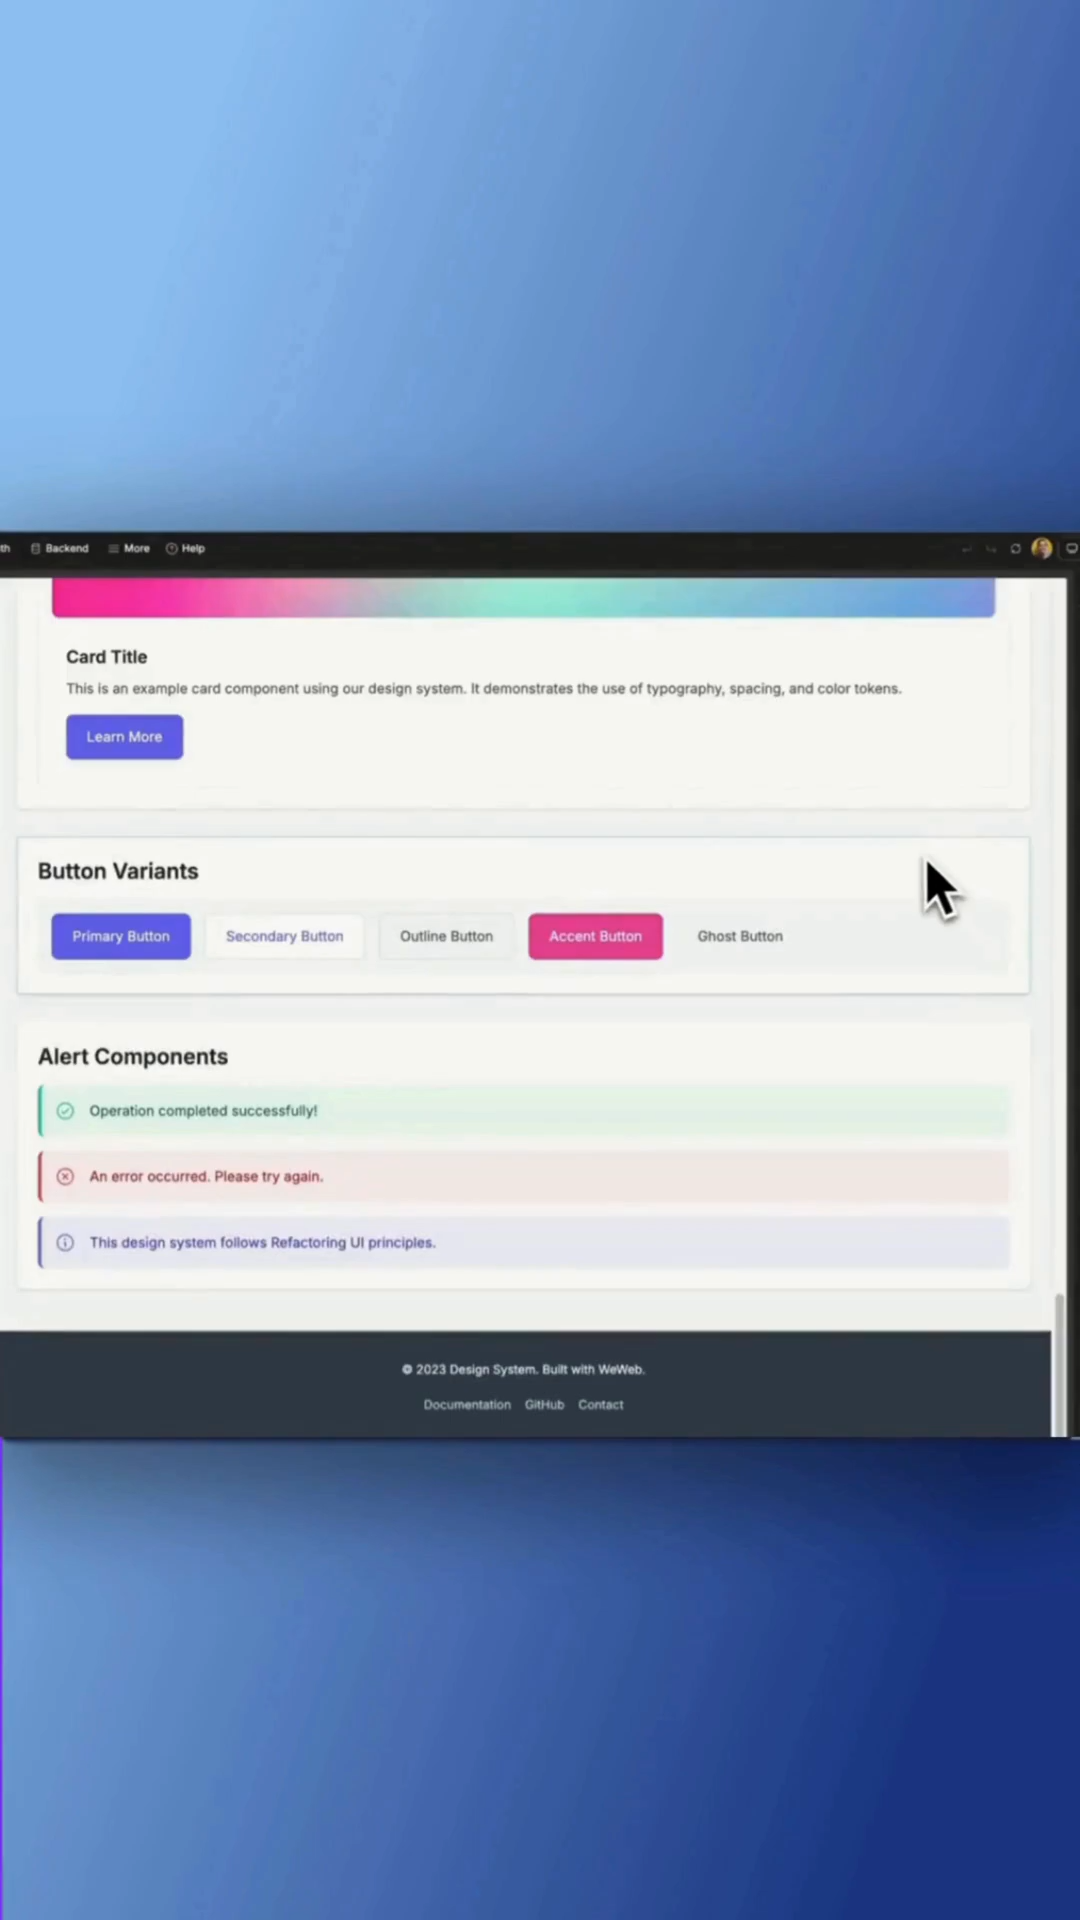 th Backend More Help
Card Title
This is an example card component using our design system. It demonstrates the use of typography, spacing, and color tokens.
Learn More
Button Variants
Primary Button Secondary Button Outline Button Accent Button Ghost Button
Alert Components
Operation completed successfully!
An error occurred. Please try again.
This design system follows Refactoring UI principles.
© 2023 Design System. Built with WeWeb.
Documentation GitHub Contact